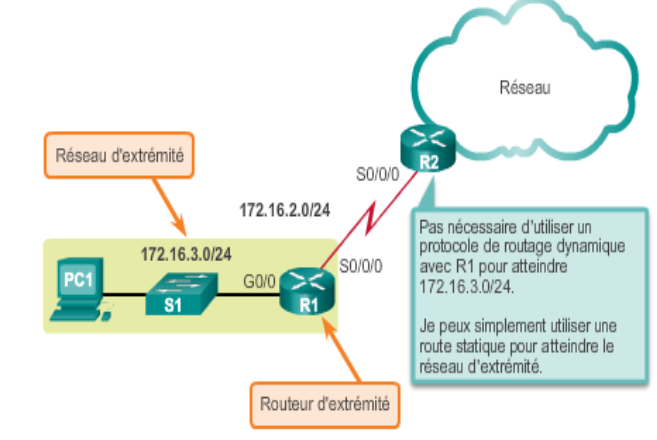 Réseau
Réseau d'extrémité
R2
S0/0/0
172.16.2.0/24
Pas nécessaire d'utiliser un
protocole de routage dynamique
avec R1 pour atteindre
172.16.3.0/24.
Je peux simplement utiliser une
route statique pour atteindre le
réseau d'extrémité.
172.16.3.0/24
S0/0/0
PC1
G0/0
S1
R1
Routeur d'extrémité